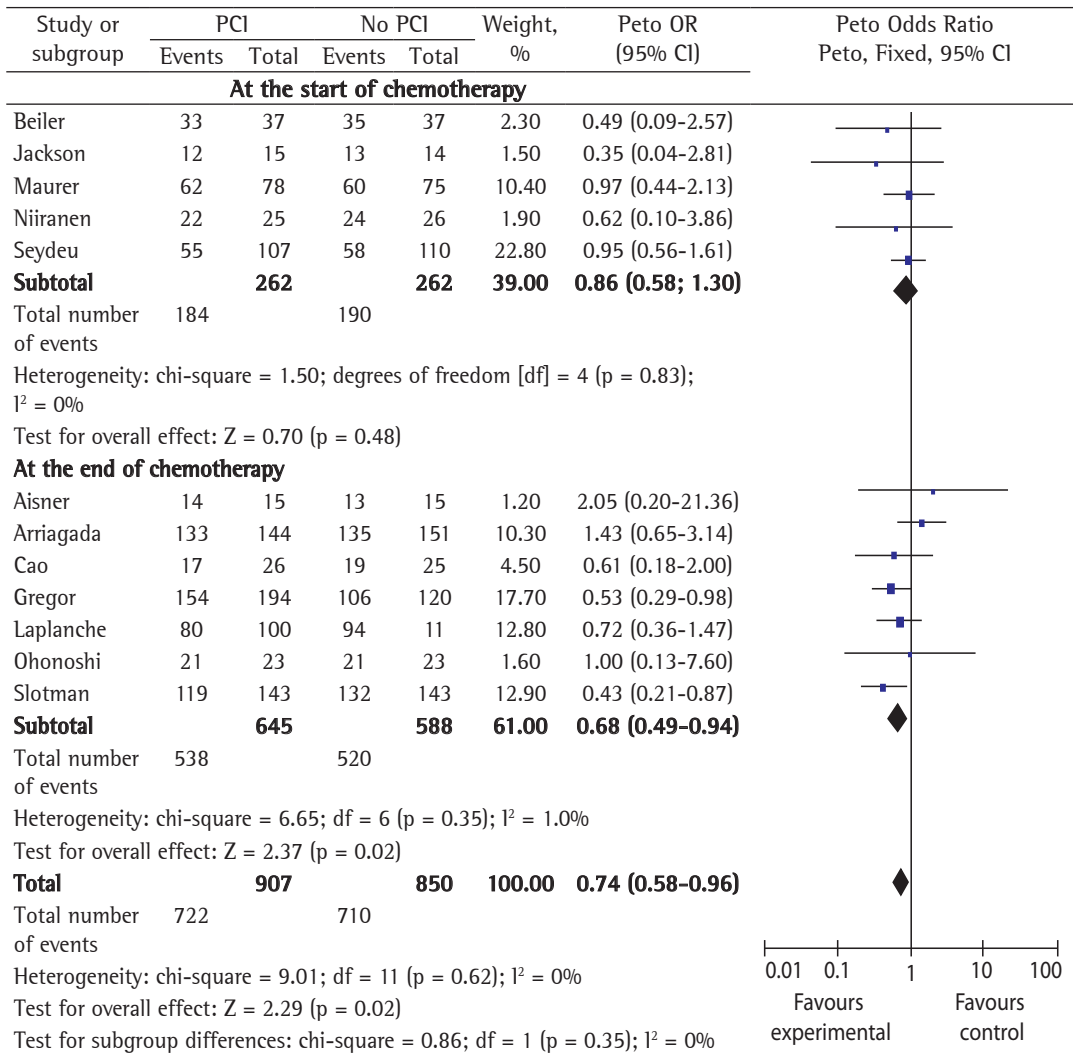 Study or subgroup PCI No PCI Weight, % Peto OR (95% CI) Peto Odds Ratio Peto, Fixed, 95% CI
Events Total Events Total
At the start of chemotherapy
Beiler 33 37 35 37 2.30 0.49 (0.09-2.57)
Jackson 12 15 13 14 1.50 0.35 (0.04-2.81)
Maurer 62 78 60 75 10.40 0.97 (0.44-2.13)
Niiranen 22 25 24 26 1.90 0.62 (0.10-3.86)
Seydeu 55 107 58 110 22.80 0.95 (0.56-1.61)
Subtotal 262 262 39.00 0.86 (0.58; 1.30)
Total number 184 190
of events
Heterogeneity: chi-square = 1.50; degrees of freedom [df] = 4 (p = 0.83);
I² = 0%
Test for overall effect: Z = 0.70 (p = 0.48)
At the end of chemotherapy
Aisner 14 15 13 15 1.20 2.05 (0.20-21.36)
Arriagada 133 144 135 151 10.30 1.43 (0.65-3.14)
Cao 17 26 19 25 4.50 0.61 (0.18-2.00)
Gregor 154 194 106 120 17.70 0.53 (0.29-0.98)
Laplanche 80 100 94 11 12.80 0.72 (0.36-1.47)
Ohonoshi 21 23 21 23 1.60 1.00 (0.13-7.60)
Slotman 119 143 132 143 12.90 0.43 (0.21-0.87)
Subtotal 645 588 61.00 0.68 (0.49-0.94)
Total number 538 520
of events
Heterogeneity: chi-square = 6.65; df = 6 (p = 0.35); I² = 1.0%
Test for overall effect: Z = 2.37 (p = 0.02)
Total 907 850 100.00 0.74 (0.58-0.96)
Total number 722 710
of events
Heterogeneity: chi-square = 9.01; df = 11 (p = 0.62); I² = 0%
Test for overall effect: Z = 2.29 (p = 0.02)
Test for subgroup differences: chi-square = 0.86; df = 1 (p = 0.35); I² = 0%
0.01 0.1 1 10 100
Favours experimental
Favours control